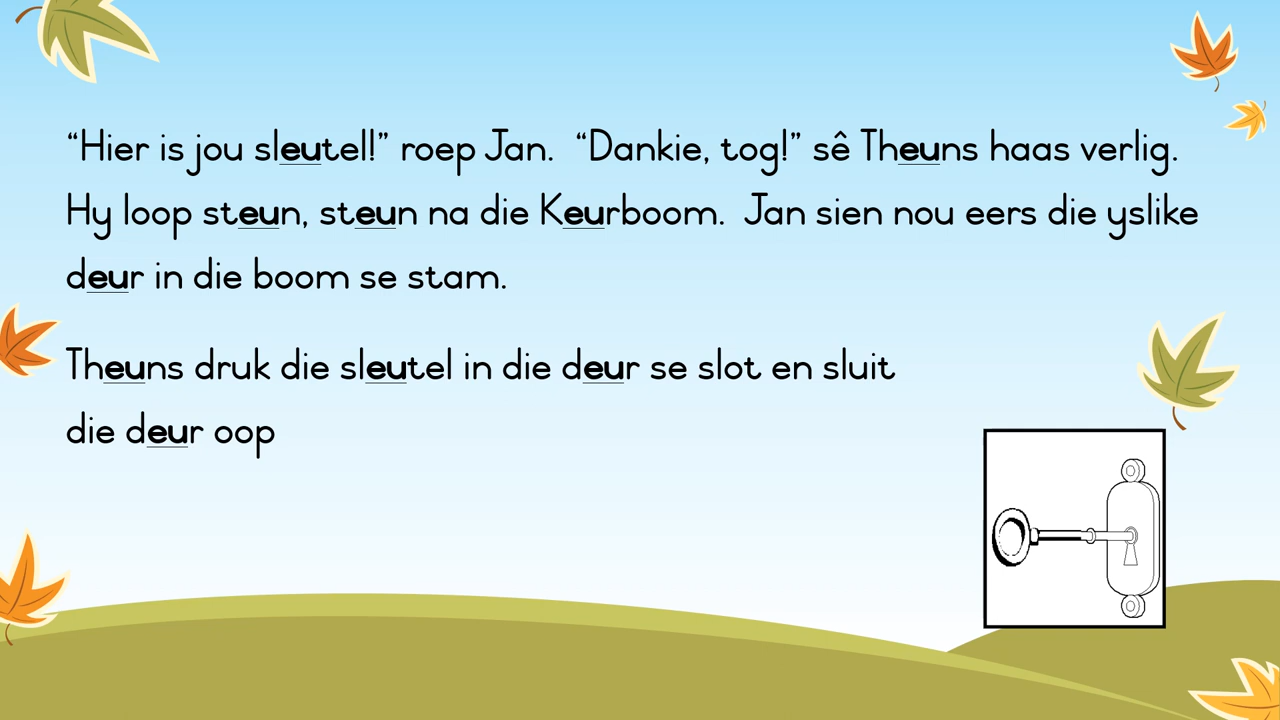 “Hier is jou sleutel!” roep Jan.  “Dankie, tog!” sê Theuns haas verlig.
Hy loop steun, steun na die Keurboom.  Jan sien nou eers die yslike
deur in die boom se stam.
Theuns druk die sleutel in die deur se slot en sluit
die deur oop